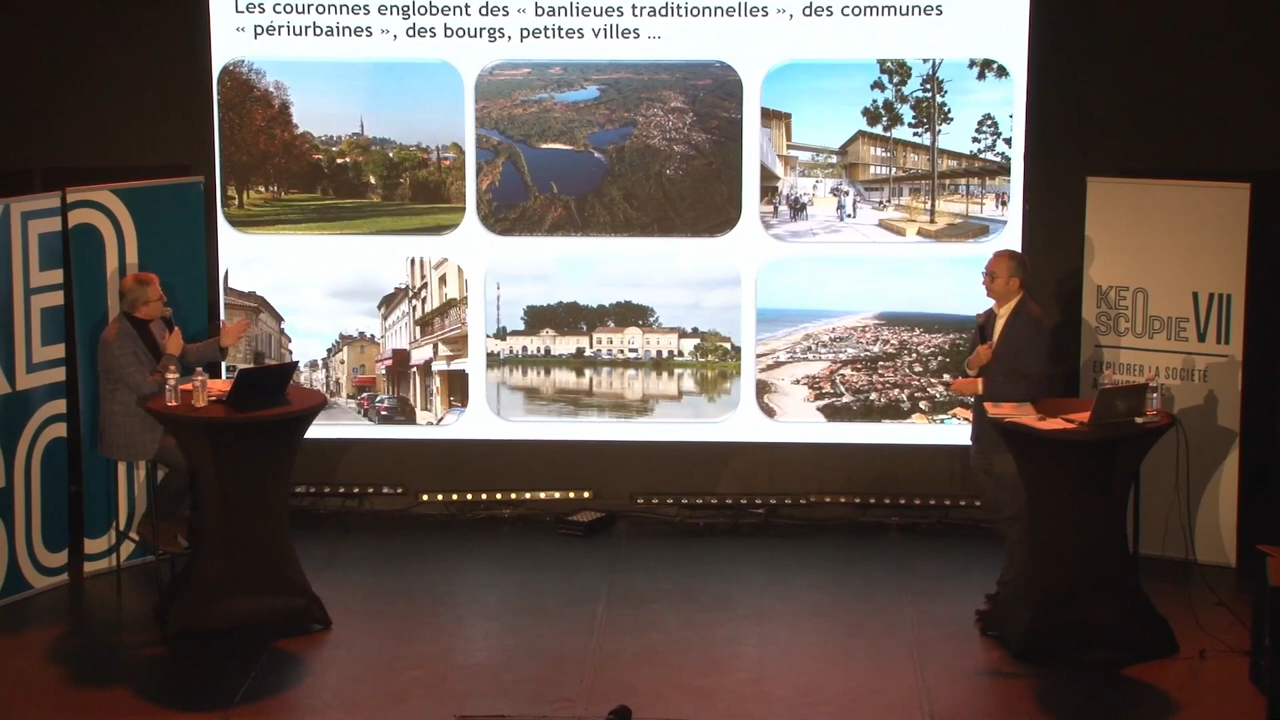 Les couronnes englobent des « banlieues traditionnelles », des communes
« périurbaines », des bourgs, petites villes …
KEO
SCOPIE VII
EXPLORER LA SOCIÉTÉ